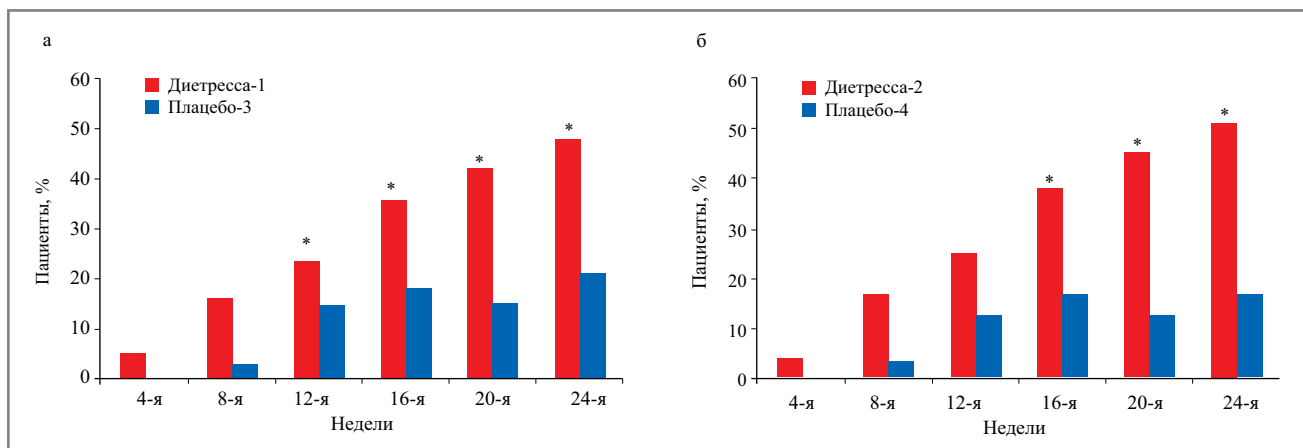 а
Диетресса-1
Плацебо-3
Пациенты, %
60
50
40
30
20
10
0
*
*
*
*
4-я
8-я
12-я
16-я
20-я
24-я
Недели
б
Диетресса-2
Плацебо-4
Пациенты, %
60
50
40
30
20
10
0
*
*
*
4-я
8-я
12-я
16-я
20-я
24-я
Недели